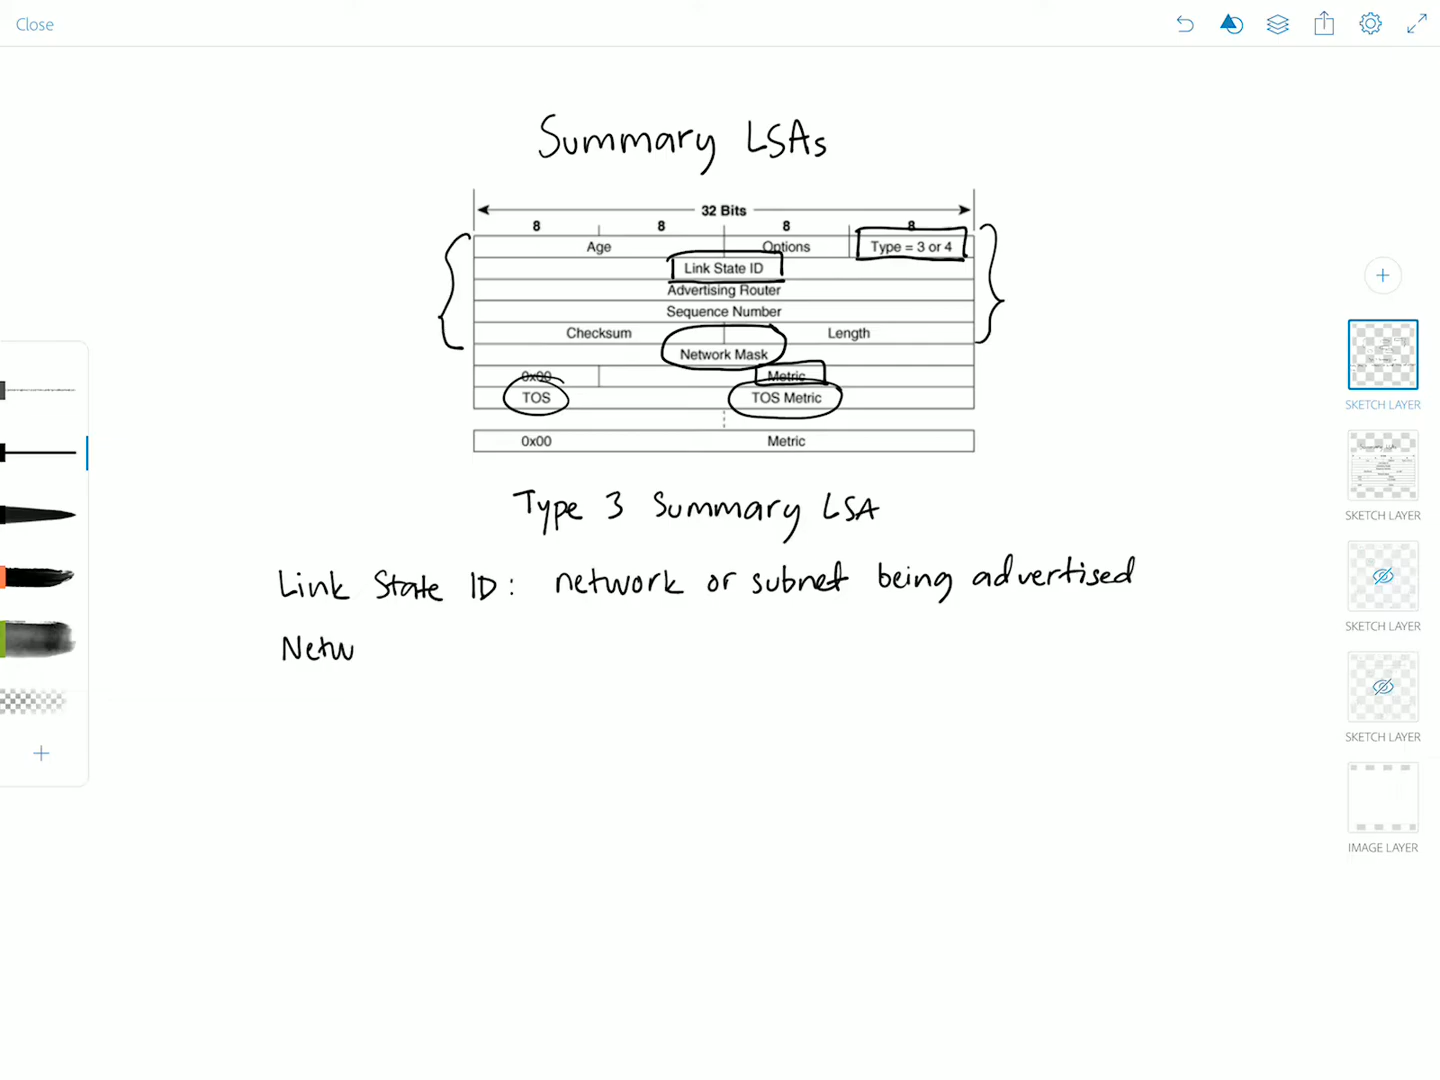 Close
Summary LSAs
32 Bits
8 8 8 8
Age Options Type = 3 or 4
Link State ID
Advertising Router
Sequence Number
Checksum Length
Network Mask
0x00 Metric
TOS TOS Metric
0x00 Metric
Type 3 Summary LSA
Link State ID: network or subnet being advertised
Netw
SKETCH LAYER
SKETCH LAYER
SKETCH LAYER
SKETCH LAYER
IMAGE LAYER